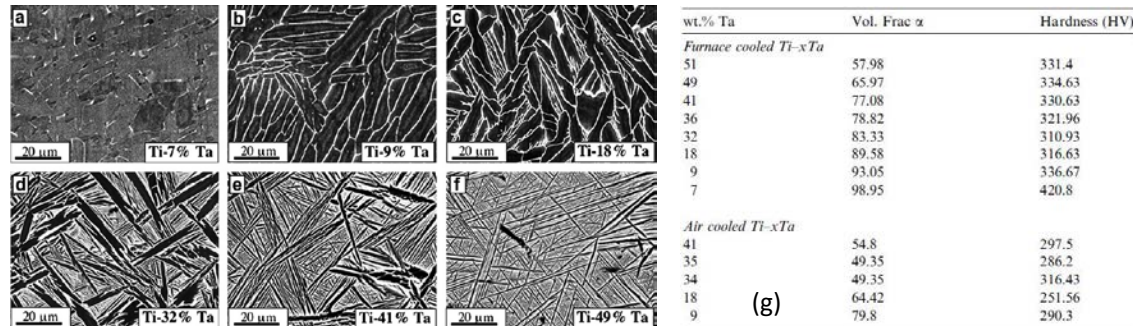 a
b
c
20 µm
Ti-7% Ta
20 µm
Ti-9% Ta
20 µm
Ti-18% Ta
d
e
f
20 µm
Ti-32% Ta
20 µm
Ti-41% Ta
20 µm
Ti-49% Ta
wt.% Ta Vol. Frac α Hardness (HV)
Furnace cooled Ti–xTa
51 57.98 331.4
49 65.97 334.63
41 77.08 330.63
36 78.82 321.96
32 83.33 310.93
18 89.58 316.63
9 93.05 336.67
7 98.95 420.8
Air cooled Ti–xTa
41 54.8 297.5
35 49.35 286.2
34 49.35 316.43
18 64.42 251.56
9 79.8 290.3
(g)